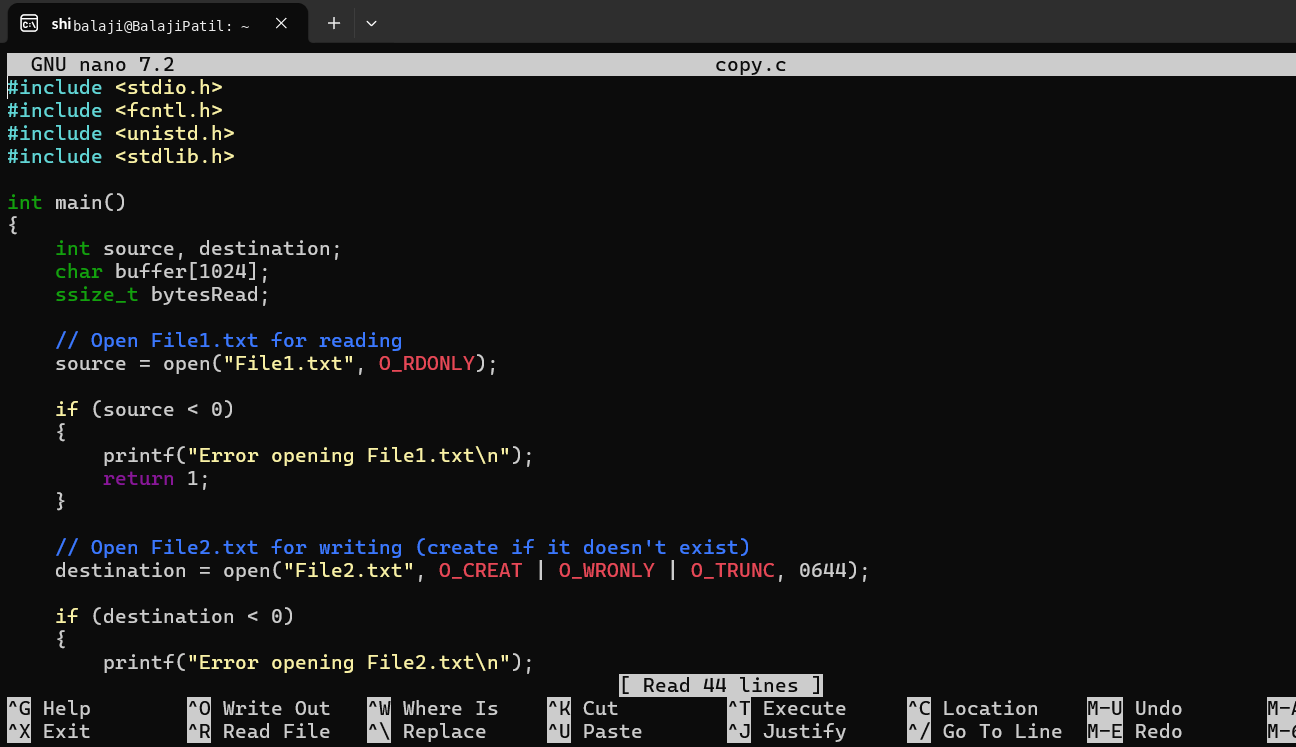 shibalaji@BalajiPatil: ~
GNU nano 7.2 copy.c
#include <stdio.h>
#include <fcntl.h>
#include <unistd.h>
#include <stdlib.h>
int main()
{
    int source, destination;
    char buffer[1024];
    ssize_t bytesRead;
    // Open File1.txt for reading
    source = open("File1.txt", O_RDONLY);
    if (source < 0)
    {
        printf("Error opening File1.txt\n");
        return 1;
    }
    // Open File2.txt for writing (create if it doesn't exist)
    destination = open("File2.txt", O_CREAT | O_WRONLY | O_TRUNC, 0644);
    if (destination < 0)
    {
        printf("Error opening File2.txt\n");
[ Read 44 lines ]
^G Help ^O Write Out ^W Where Is ^K Cut ^T Execute ^C Location M-U Undo M-A
^X Exit ^R Read File ^\ Replace ^U Paste ^J Justify ^/ Go To Line M-E Redo M-6